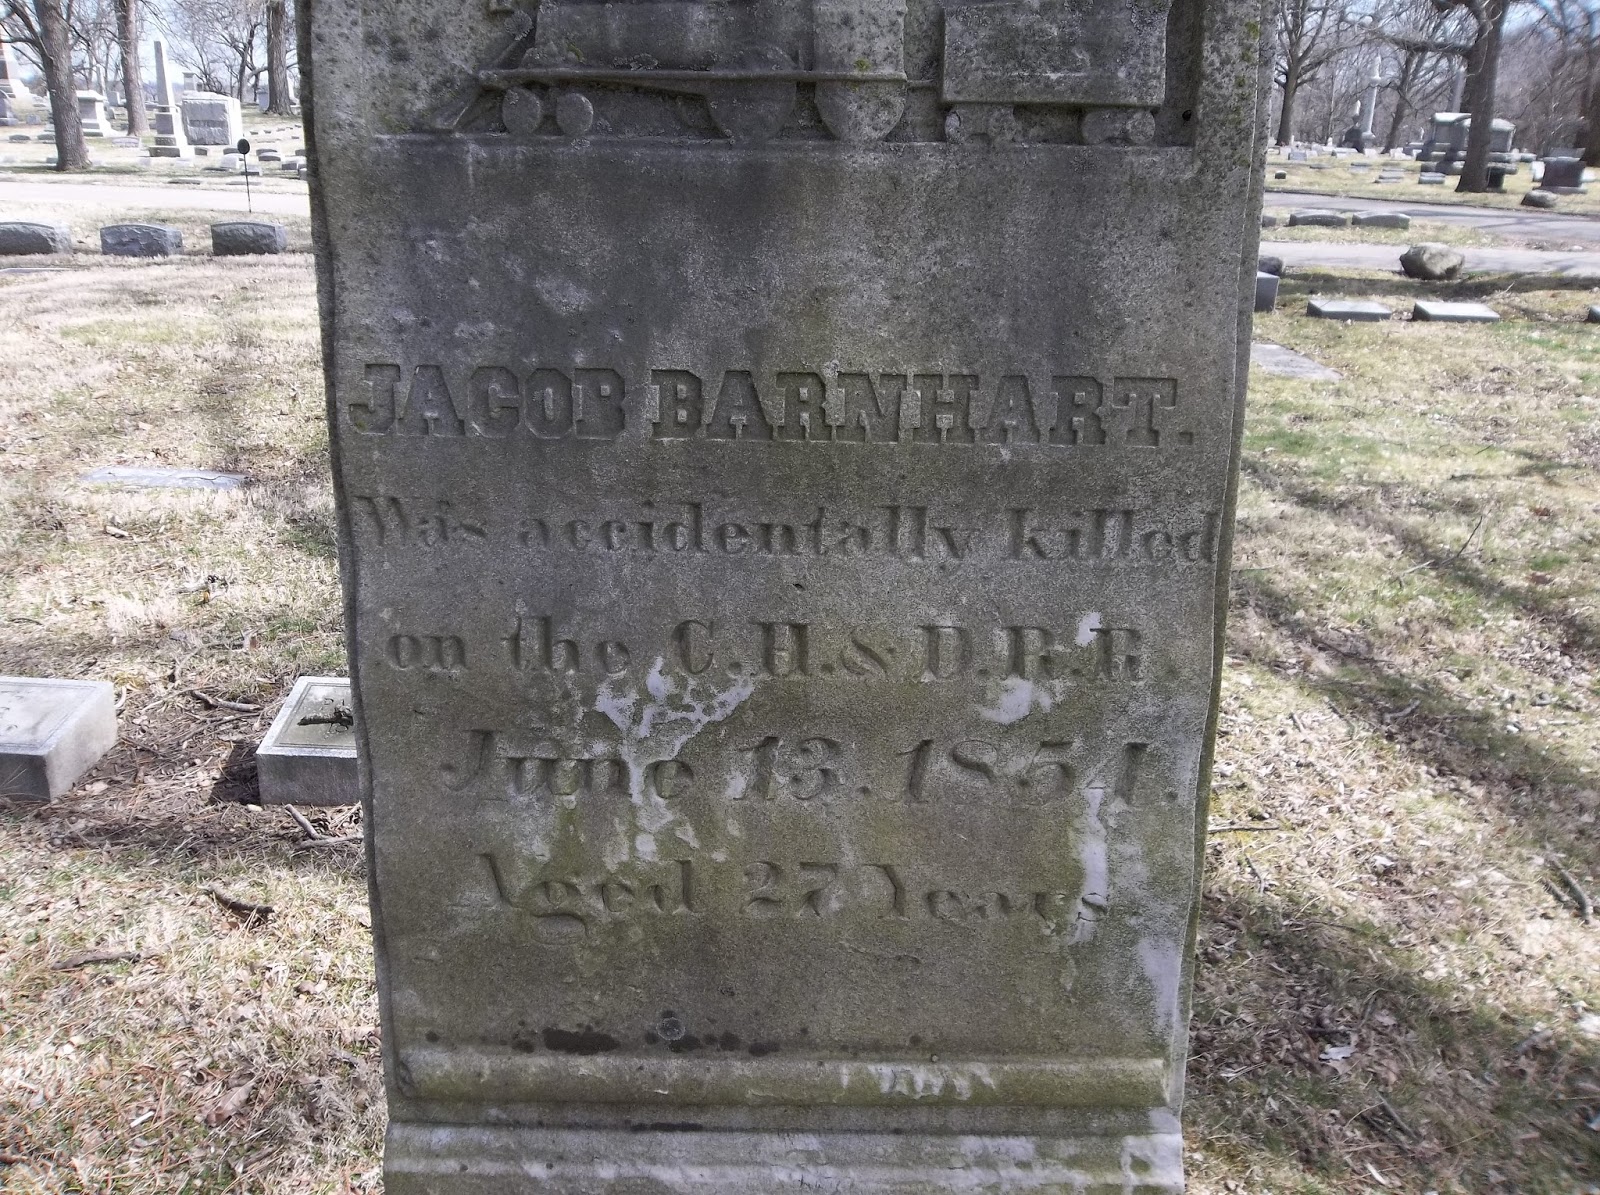 JACOB BARNHART.
Was accidentally killed
on the C.H.& D.R.R.
June 13. 1854.
Aged 27 Years